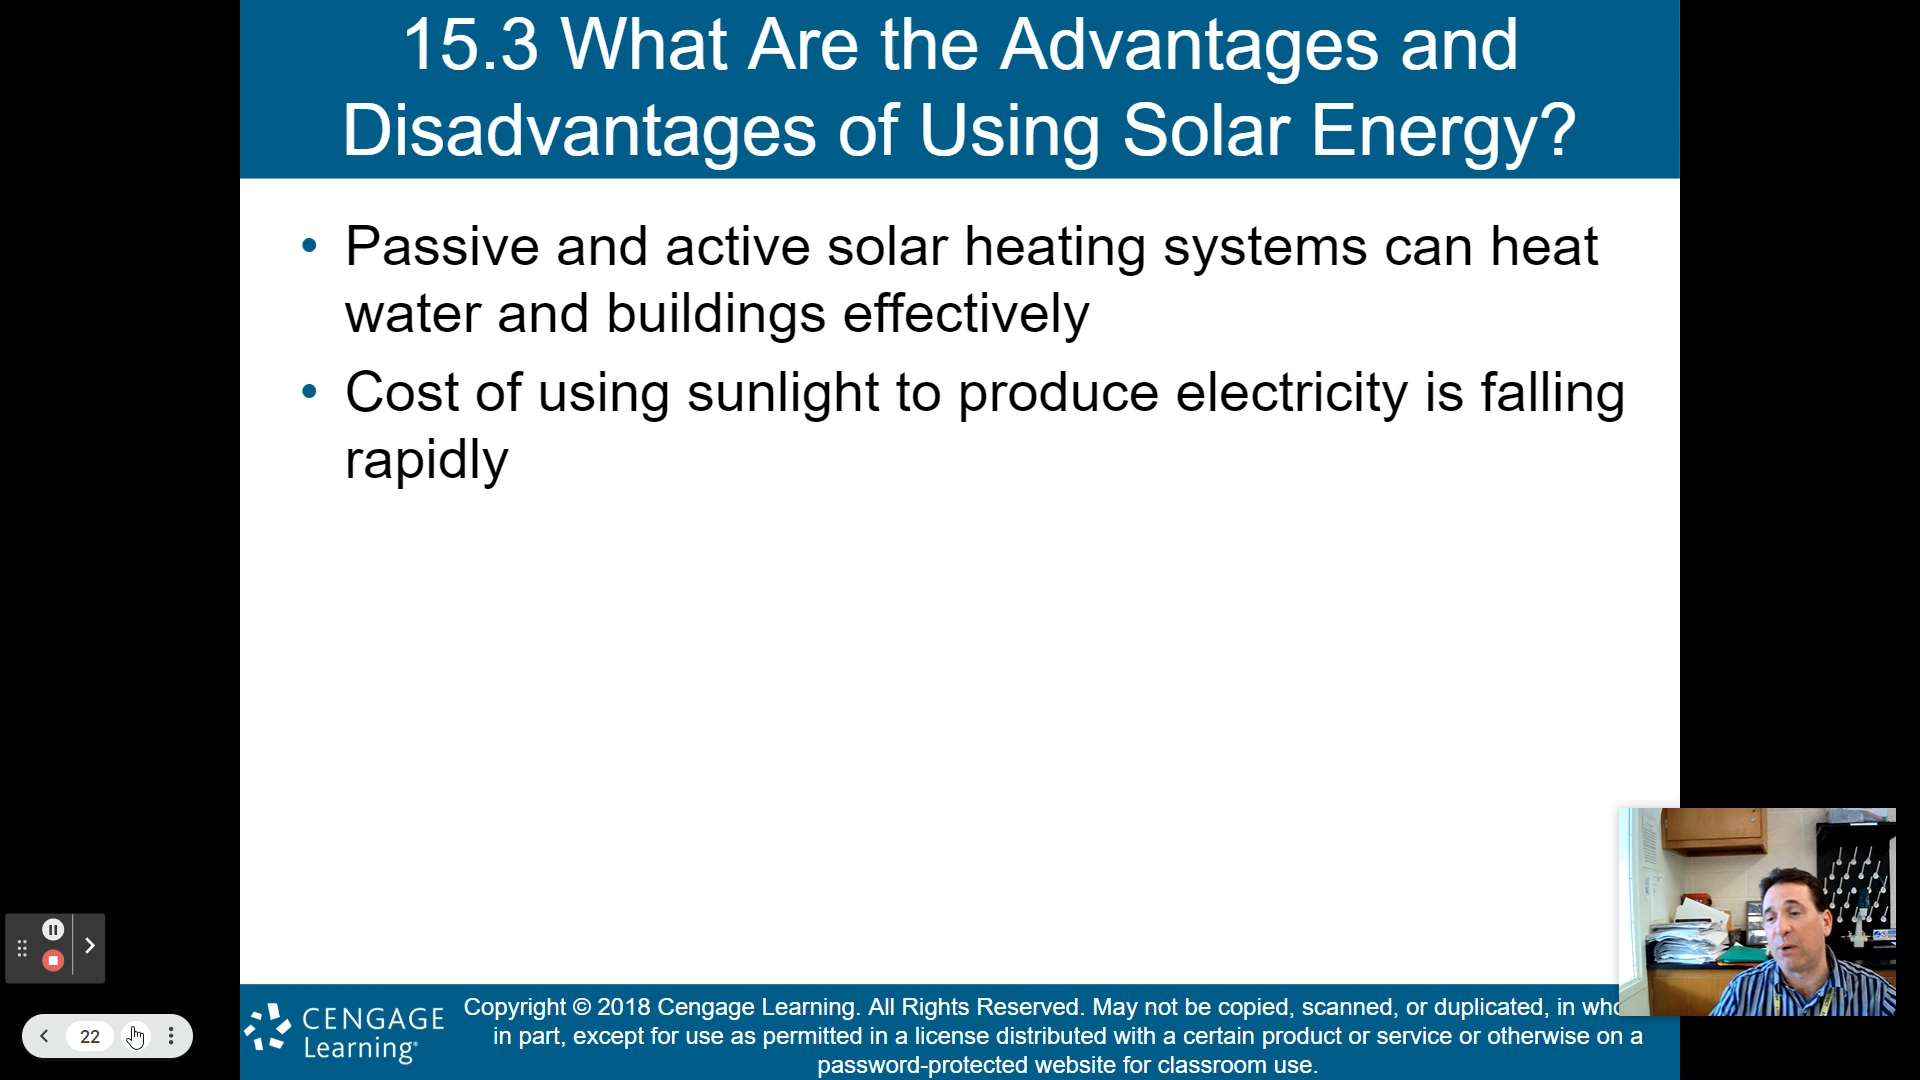 15.3 What Are the Advantages and
Disadvantages of Using Solar Energy?
• Passive and active solar heating systems can heat
water and buildings effectively
• Cost of using sunlight to produce electricity is falling
rapidly
CENGAGE
Learning®
Copyright © 2018 Cengage Learning. All Rights Reserved. May not be copied, scanned, or duplicated, in
in part, except for use as permitted in a license distributed with a certain product or service or otherwise on a
password-protected website for classroom use.
22